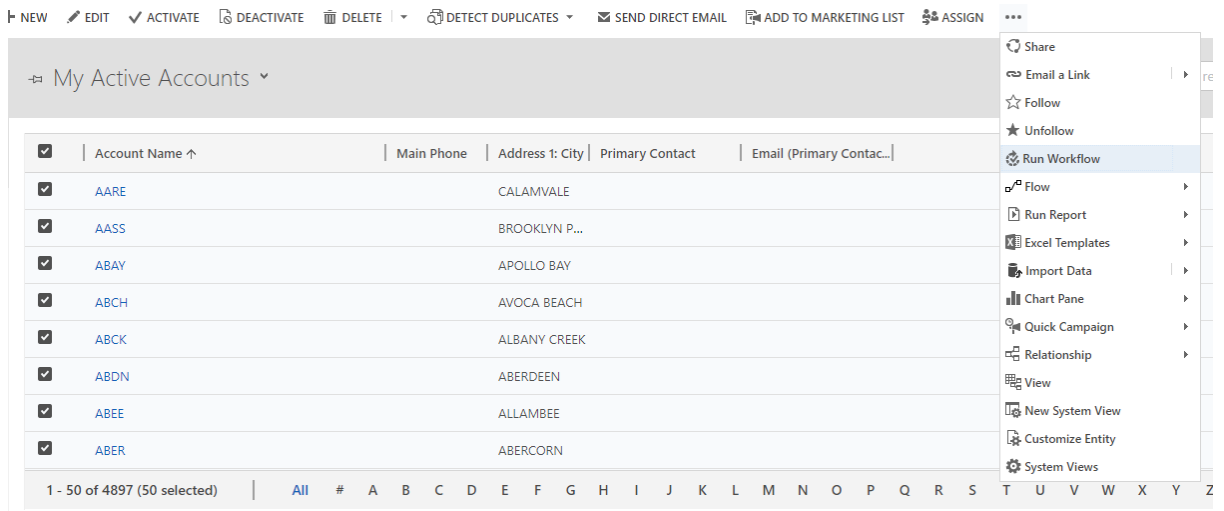 NEW EDIT ACTIVATE DEACTIVATE DELETE DETECT DUPLICATES SEND DIRECT EMAIL ADD TO MARKETING LIST ASSIGN •••
Share
My Active Accounts
Email a Link
re
Follow
Unfollow
Account Name Main Phone Address 1: City Primary Contact Email (Primary Contac...
Run Workflow
AARE CALAMVALE
Flow
Run Report
AASS BROOKLYN P...
Excel Templates
ABAY APOLLO BAY
Import Data
ABCH AVOCA BEACH
Chart Pane
Quick Campaign
ABCK ALBANY CREEK
Relationship
ABDN ABERDEEN
View
ABEE ALLAMBEE
New System View
Customize Entity
ABER ABERCORN
System Views
1 - 50 of 4897 (50 selected) All # A B C D E F G H I J K L M N O P Q R S T U V W X Y Z